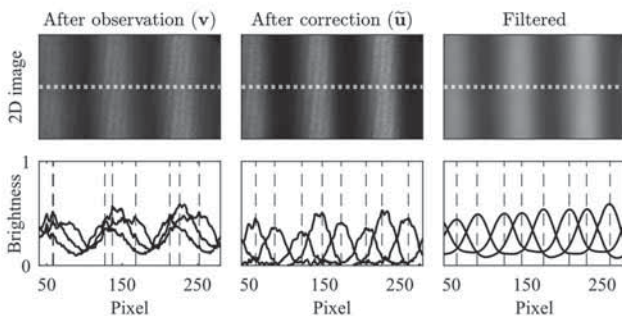 After observation (v)
After correction (ũ)
Filtered
2D image
Brightness
1
0
50
150
250
50
150
250
50
150
250
Pixel
Pixel
Pixel